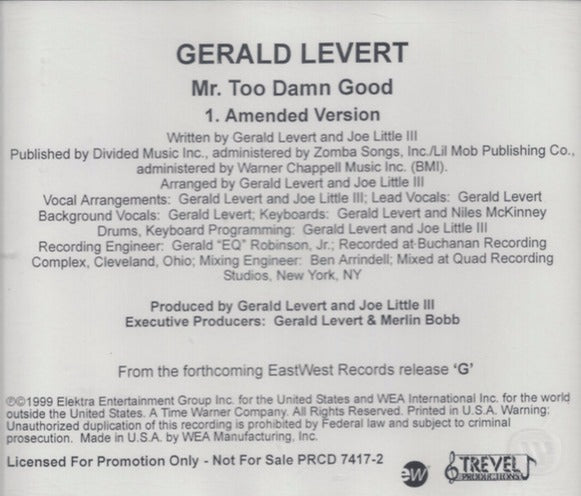 GERALD LEVERT
Mr. Too Damn Good
1. Amended Version
Written by Gerald Levert and Joe Little III
Published by Divided Music Inc., administered by Zomba Songs, Inc./Lil Mob Publishing Co.,
administered by Warner Chappell Music Inc. (BMI).
Arranged by Gerald Levert and Joe Little III
Vocal Arrangements: Gerald Levert and Joe Little III; Lead Vocals: Gerald Levert
Background Vocals: Gerald Levert; Keyboards: Gerald Levert and Niles McKinney
Drums, Keyboard Programming: Gerald Levert and Joe Little III
Recording Engineer: Gerald "EQ" Robinson, Jr.; Recorded at Buchanan Recording
Complex, Cleveland, Ohio; Mixing Engineer: Ben Arrindell; Mixed at Quad Recording
Studios, New York, NY
Produced by Gerald Levert and Joe Little III
Executive Producers: Gerald Levert & Merlin Bobb
From the forthcoming EastWest Records release 'G'
℗©1999 Elektra Entertainment Group Inc. for the United States and WEA International Inc. for the world
outside the United States. A Time Warner Company. All Rights Reserved. Printed in U.S.A. Warning:
Unauthorized duplication of this recording is prohibited by Federal law and subject to criminal
prosecution. Made in U.S.A. by WEA Manufacturing, Inc.
Licensed For Promotion Only - Not For Sale PRCD 7417-2
ew
TREVEL
PRODUCTIONS